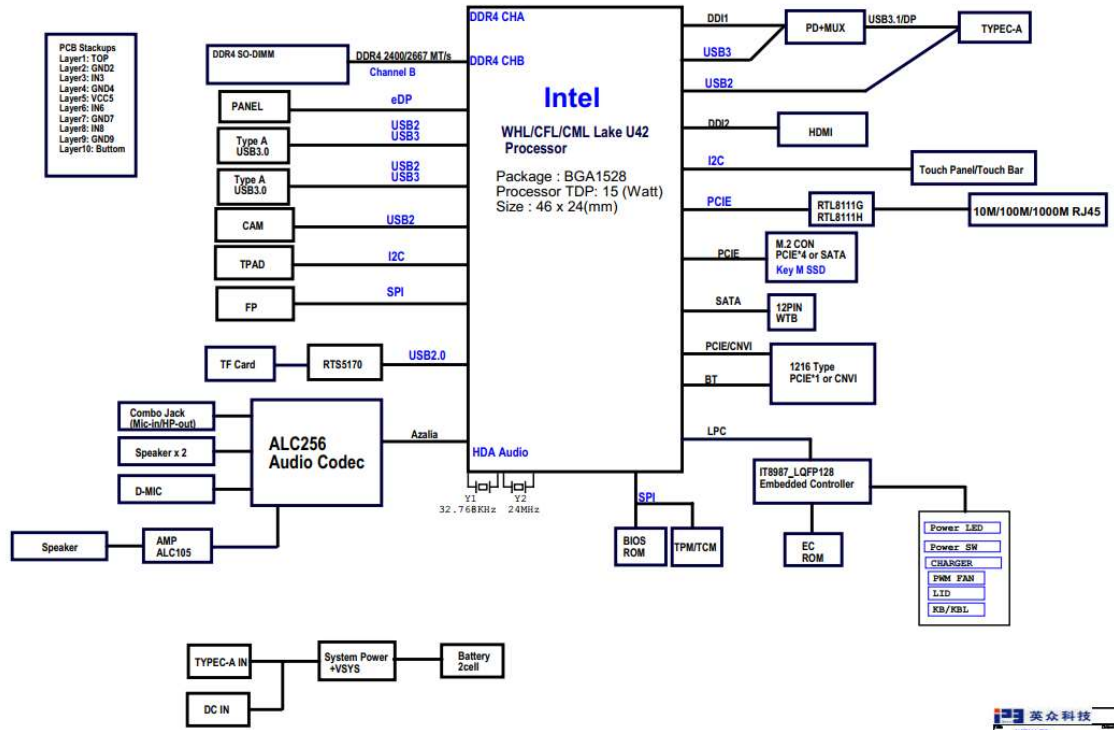 PCB Stackups
Layer1: TOP
Layer2: GND2
Layer3: IN3
Layer4: GND4
Layer5: VCC5
Layer6: IN6
Layer7: GND7
Layer8: IN8
Layer9: GND9
Layer10: Buttom
DDR4 SO-DIMM
DDR4 2400/2667 MT/s
Channel B
PANEL
eDP
Type A
USB3.0
USB2
USB3
Type A
USB3.0
USB2
USB3
CAM
USB2
TPAD
I2C
FP
SPI
TF Card
RTS5170
USB2.0
Combo Jack
(Mic-in/HP-out)
Speaker x 2
D-MIC
ALC256
Audio Codec
Azalia
Speaker
AMP
ALC105
DDR4 CHA
DDR4 CHB
Intel
WHL/CFL/CML Lake U42
Processor
Package : BGA1528
Processor TDP: 15 (Watt)
Size : 46 x 24(mm)
HDA Audio
Y1
32.768KHz
Y2
24MHz
DDI1
USB3
PD+MUX
USB3.1/DP
TYPEC-A
USB2
DDI2
HDMI
I2C
Touch Panel/Touch Bar
PCIE
RTL8111G
RTL8111H
10M/100M/1000M RJ45
PCIE
M.2 CON
PCIE*4 or SATA
Key M SSD
SATA
12PIN
WTB
PCIE/CNVI
BT
1216 Type
PCIE*1 or CNVI
LPC
IT8987_LQFP128
Embedded Controller
SPI
BIOS
ROM
TPM/TCM
EC
ROM
Power LED
Power SW
CHARGER
PWM FAN
LID
KB/KBL
TYPEC-A IN
DC IN
System Power
+VSYS
Battery
2cell
英众科技